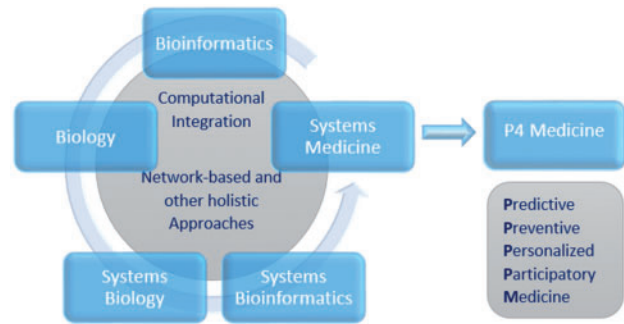 Bioinformatics
Computational
Integration
Biology
Systems
Medicine
P4 Medicine
Network-based and
other holistic
Approaches
Systems
Biology
Systems
Bioinformatics
Predictive
Preventive
Personalized
Participatory
Medicine